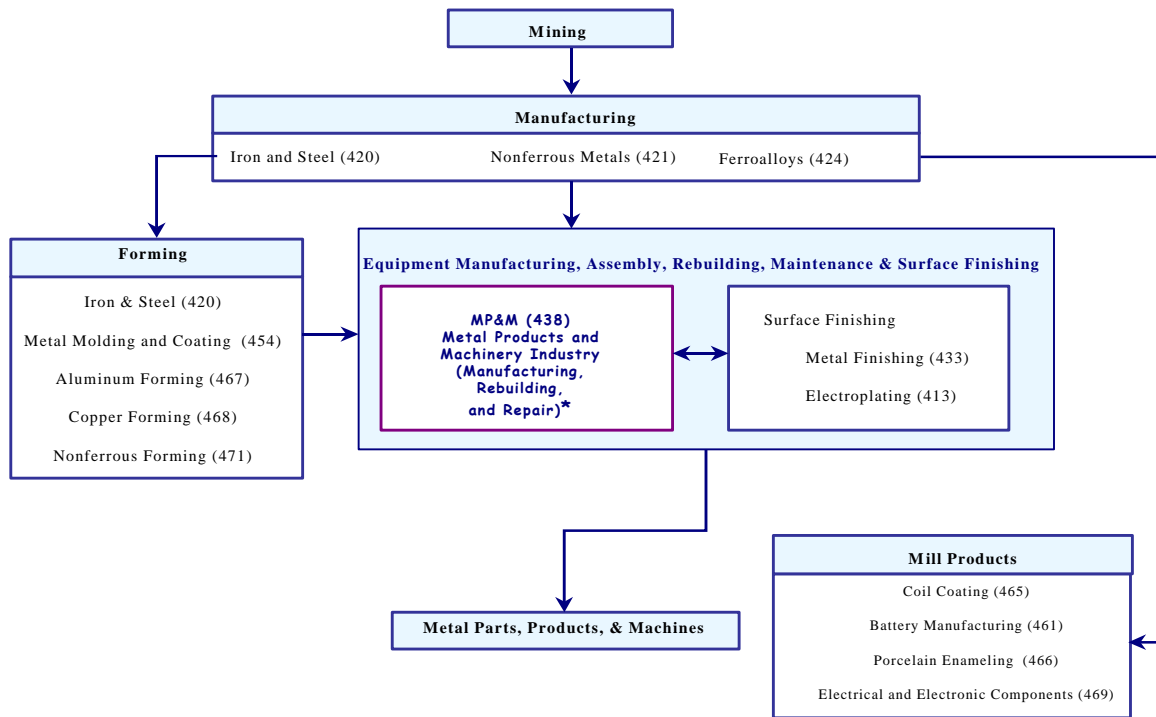 Mining
Manufacturing
Iron and Steel (420)
Nonferrous Metals (421)
Ferroalloys (424)
Forming
Iron & Steel (420)
Metal Molding and Coating (454)
Aluminum Forming (467)
Copper Forming (468)
Nonferrous Forming (471)
Equipment Manufacturing, Assembly, Rebuilding, Maintenance & Surface Finishing
MP&M (438)
Metal Products and
Machinery Industry
(Manufacturing,
Rebuilding,
and Repair)*
Surface Finishing
Metal Finishing (433)
Electroplating (413)
Metal Parts, Products, & Machines
Mill Products
Coil Coating (465)
Battery Manufacturing (461)
Porcelain Enameling (466)
Electrical and Electronic Components (469)